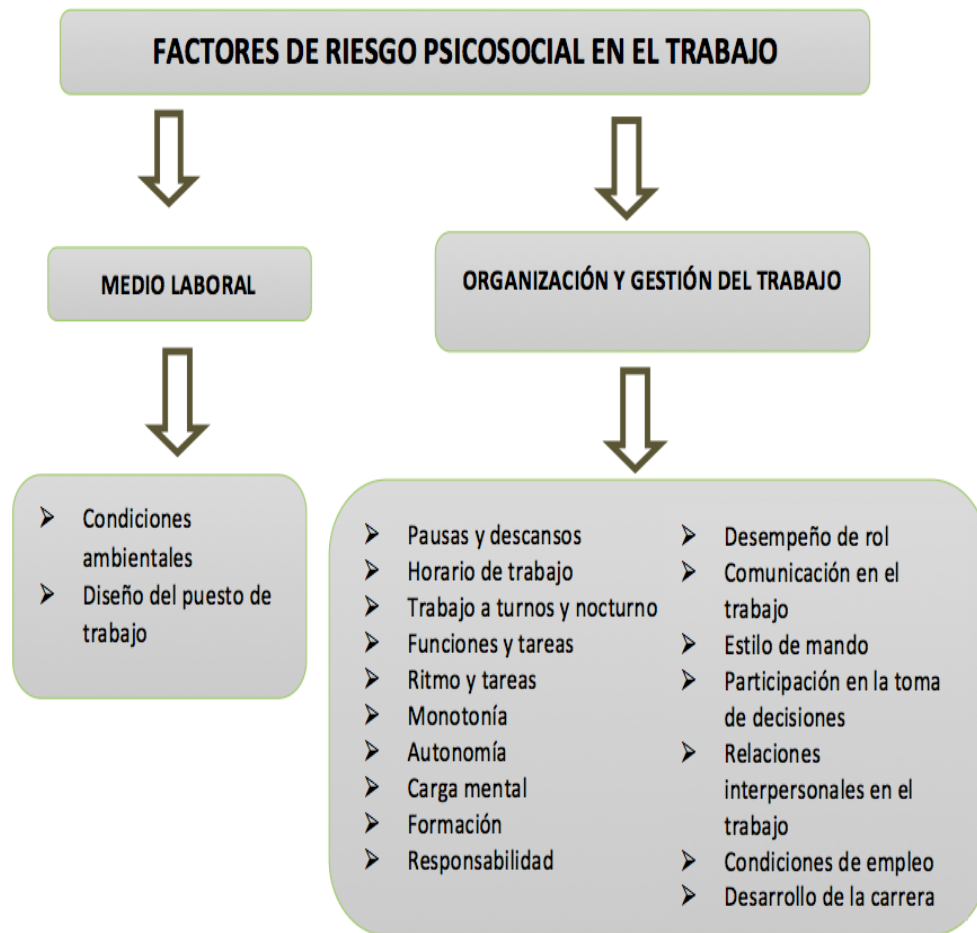 FACTORES DE RIESGO PSICOSOCIAL EN EL TRABAJO
MEDIO LABORAL
ORGANIZACIÓN Y GESTIÓN DEL TRABAJO
➢ Condiciones
ambientales
➢ Diseño del puesto de
trabajo
➢ Pausas y descansos
➢ Horario de trabajo
➢ Trabajo a turnos y nocturno
➢ Funciones y tareas
➢ Ritmo y tareas
➢ Monotonía
➢ Autonomía
➢ Carga mental
➢ Formación
➢ Responsabilidad
➢ Desempeño de rol
➢ Comunicación en el
trabajo
➢ Estilo de mando
➢ Participación en la toma
de decisiones
➢ Relaciones
interpersonales en el
trabajo
➢ Condiciones de empleo
➢ Desarrollo de la carrera